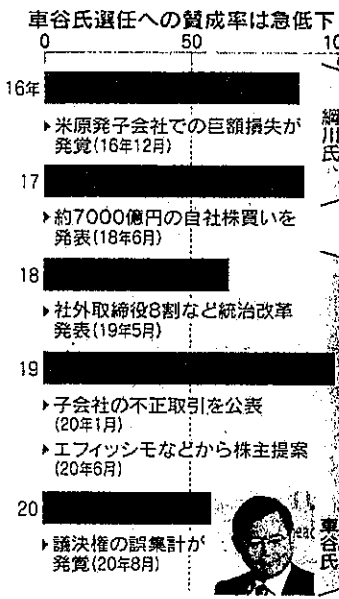 車谷氏選任への賛成率は急低下
0 50 10
16年
▶米原発子会社での巨額損失が
発覚(16年12月)
綱川氏
17
▶約7000億円の自社株買いを
発表(18年6月)
18
▶社外取締役8割など統治改革
発表(19年5月)
19
▶子会社の不正取引を公表
(20年1月)
▶エフィッシモなどから株主提案
(20年6月)
20
▶議決権の誤集計が
発覚(20年8月)
車谷氏